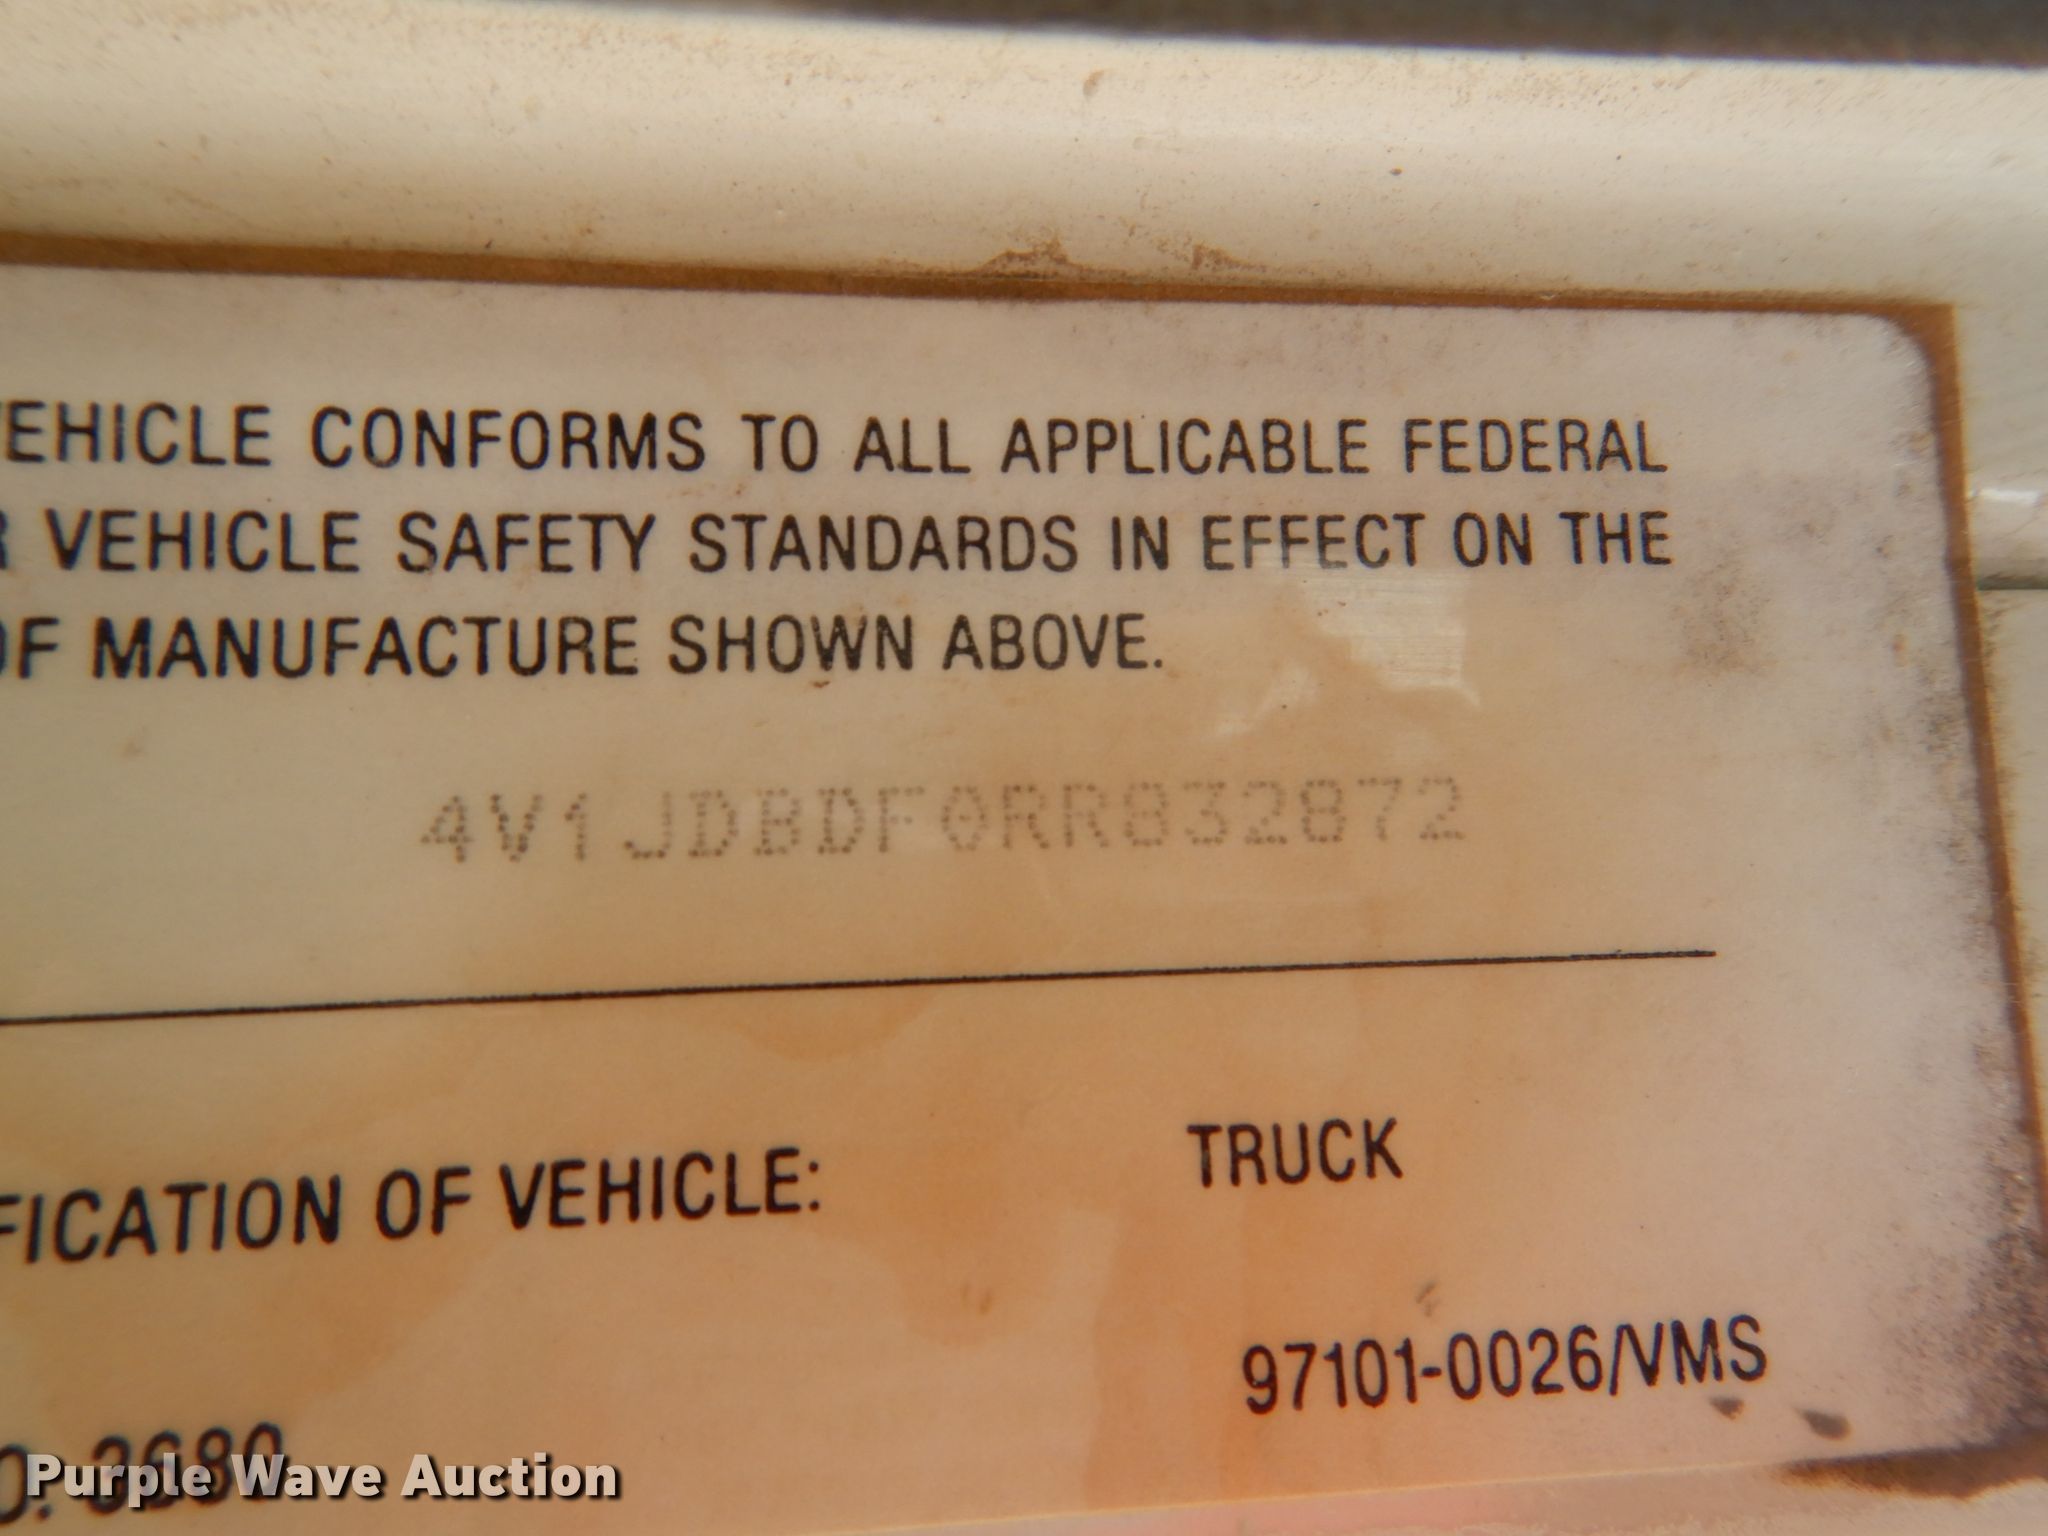 VEHICLE CONFORMS TO ALL APPLICABLE FEDERAL
R VEHICLE SAFETY STANDARDS IN EFFECT ON THE
OF MANUFACTURE SHOWN ABOVE.
4V1JDBDF0RR832872
FICATION OF VEHICLE: TRUCK
97101-0026/VMS
O. 3680
Purple Wave Auction